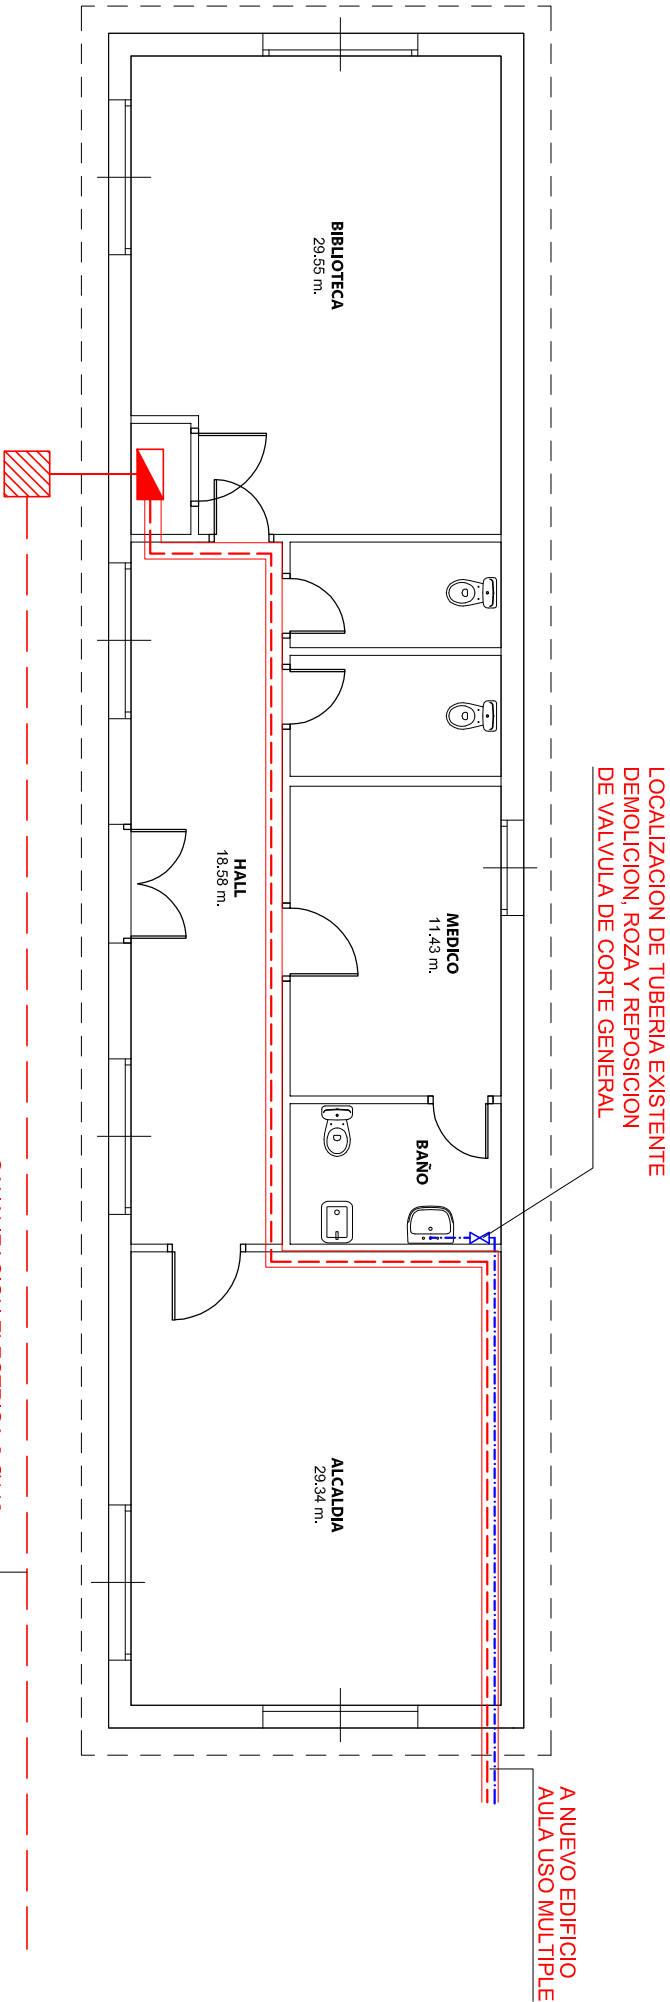 LOCALIZACION DE TUBERIA EXISTENTE
DEMOLICION, ROZA Y REPOSICION
DE VALVULA DE CORTE GENERAL
BIBLIOTECA
29.55 m.
HALL
18.58 m.
MEDICO
11.43 m.
BAÑO
ALCALDIA
29.34 m.
A NUEVO EDIFICIO
AULA USO MULTIPLE